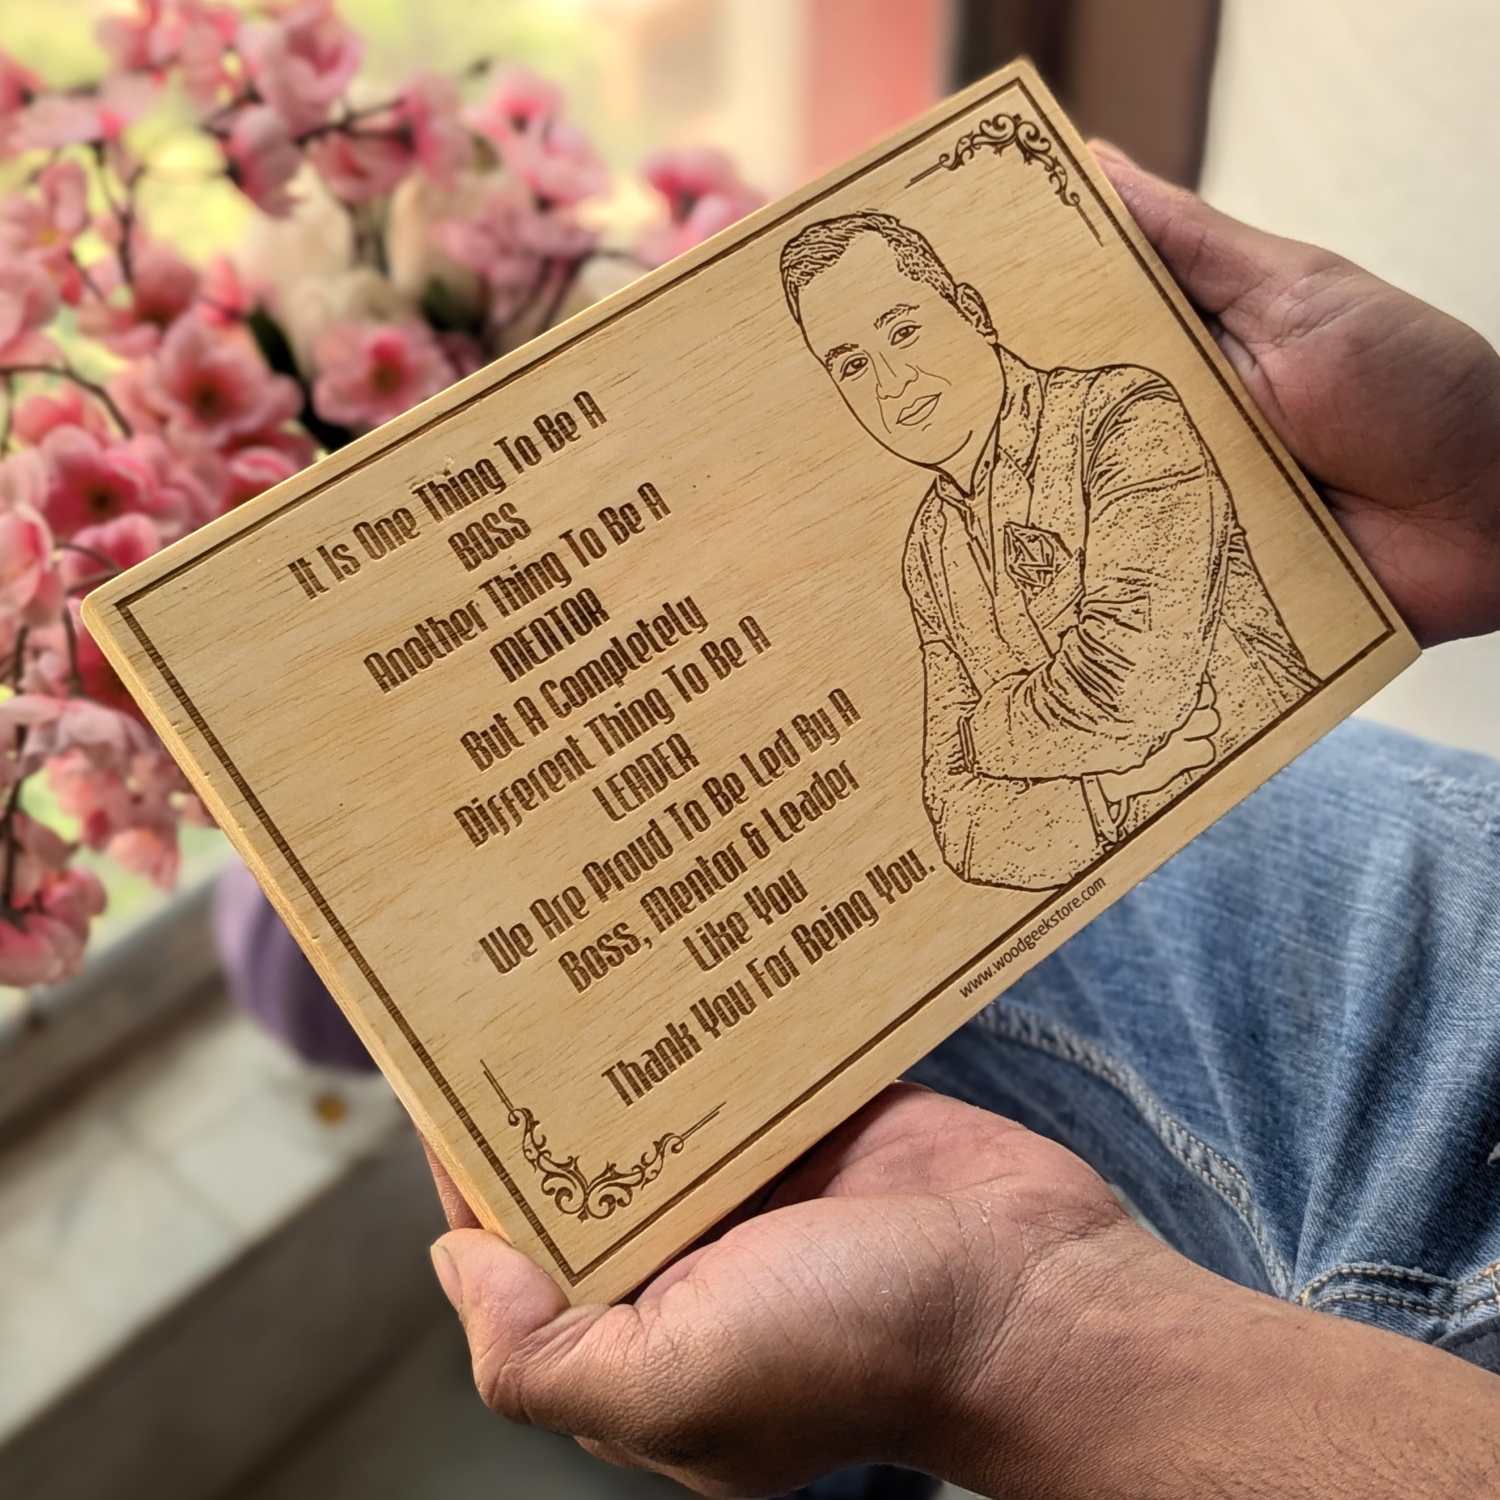 It Is One Thing To Be A
BOSS
Another Thing To Be A
MENTOR
But A Completely
Different Thing To Be A
LEADER
We Are Proud To Be Led By A
Boss, Mentor & Leader
Like You
Thank You For Being You.
www.woodgeekstore.com